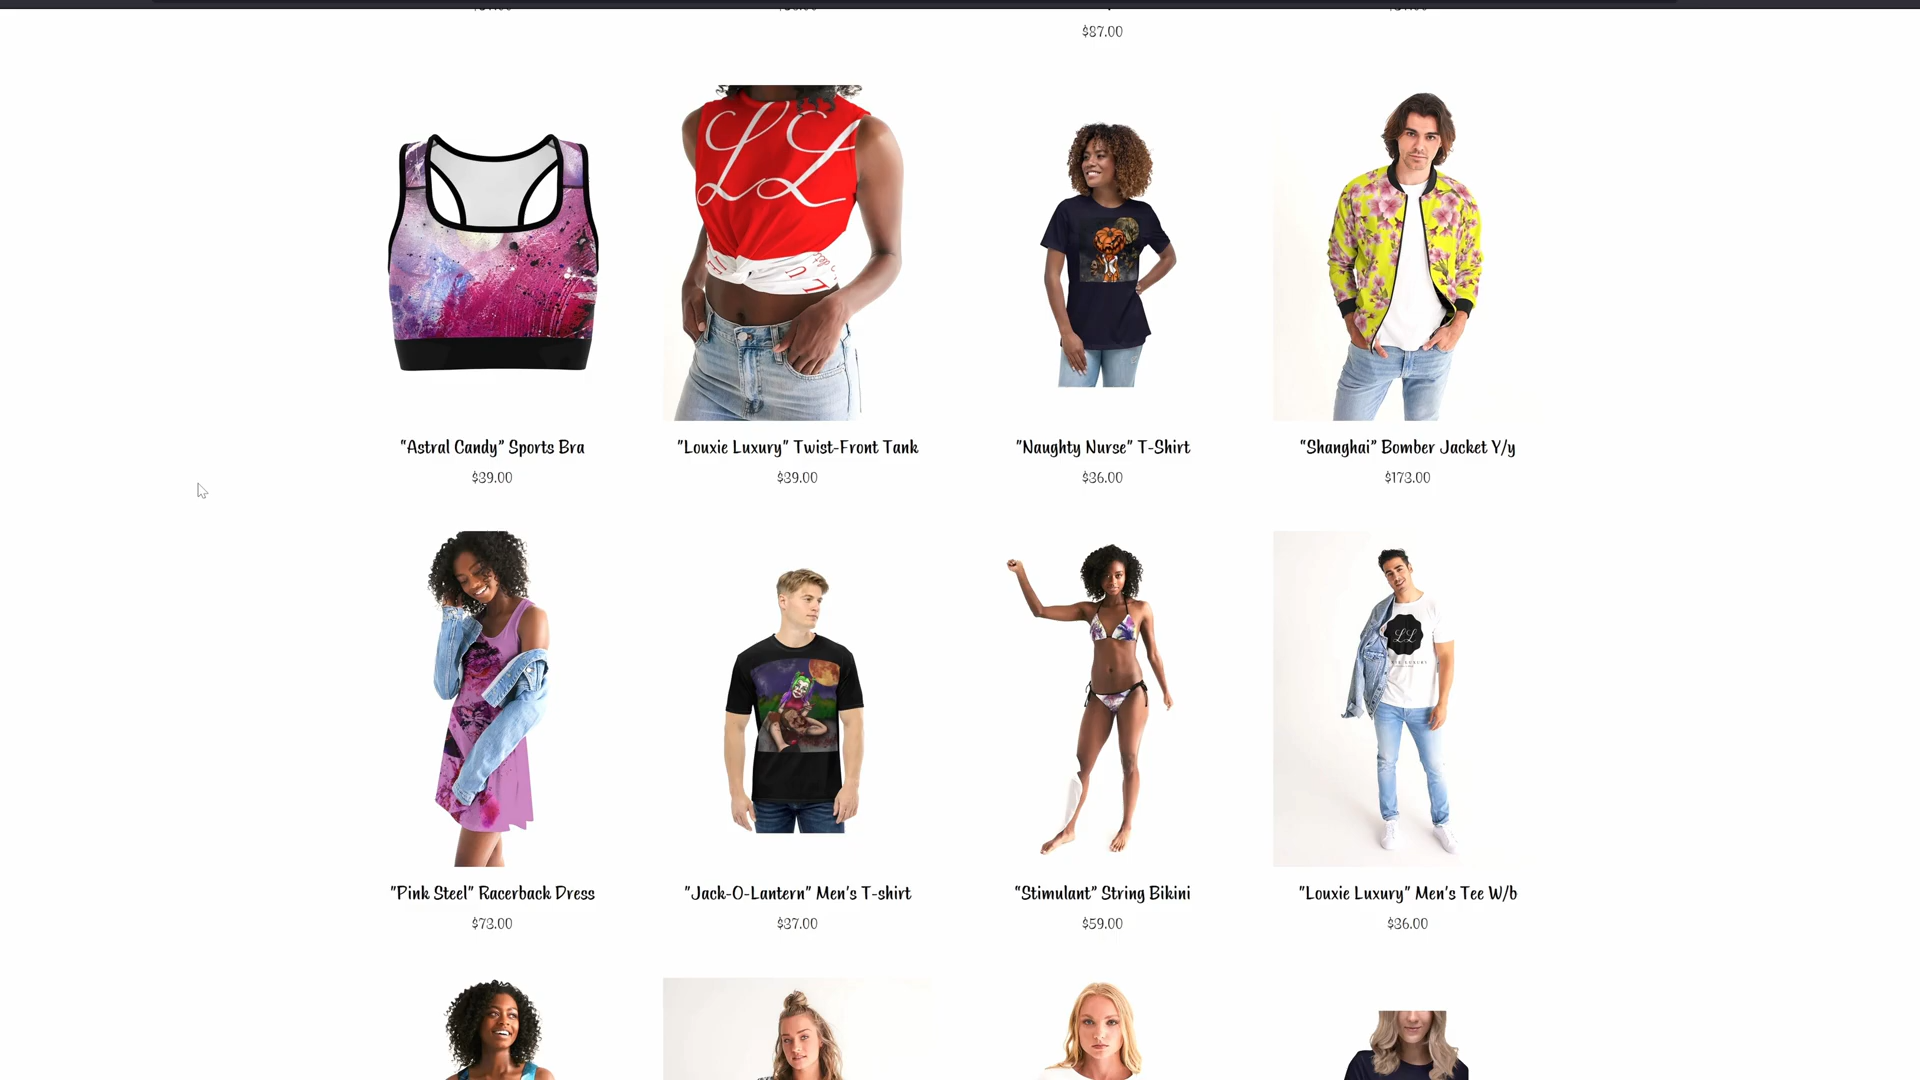 $87.00
LL
"Astral Candy" Sports Bra
$39.00
"Louxie Luxury" Twist-Front Tank
$39.00
"Naughty Nurse" T-Shirt
$36.00
"Shanghai" Bomber Jacket Y/y
$173.00
LL
"Pink Steel" Racerback Dress
$73.00
"Jack-O-Lantern" Men's T-shirt
$37.00
"Stimulant" String Bikini
$59.00
"Louxie Luxury" Men's Tee W/b
$36.00